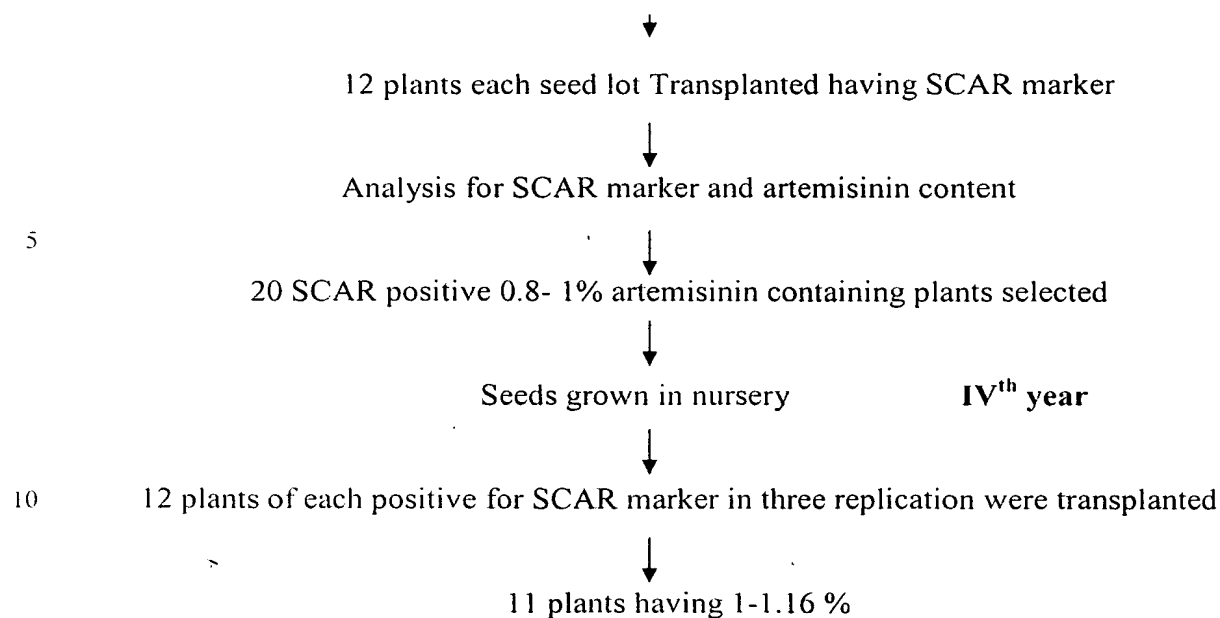 12 plants each seed lot Transplanted having SCAR marker
Analysis for SCAR marker and artemisinin content
5
20 SCAR positive 0.8- 1% artemisinin containing plants selected
Seeds grown in nursery IVth year
10 12 plants of each positive for SCAR marker in three replication were transplanted
11 plants having 1-1.16 %